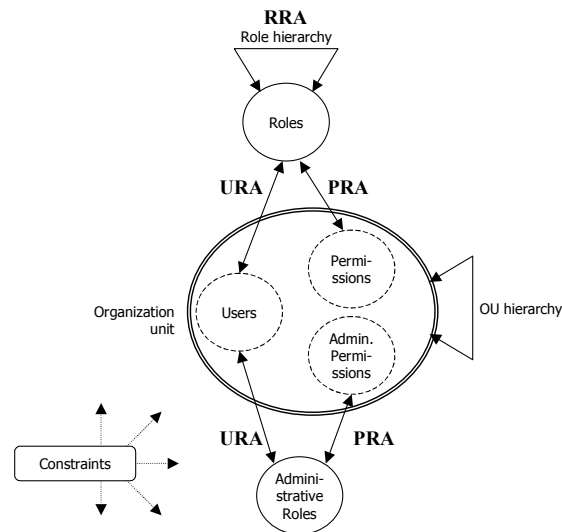 RRA
Role hierarchy
Roles
URA
PRA
Permi-
ssions
Organization
unit
Users
OU hierarchy
Admin.
Permi-
ssions
URA
PRA
Constraints
Admini-
strative
Roles